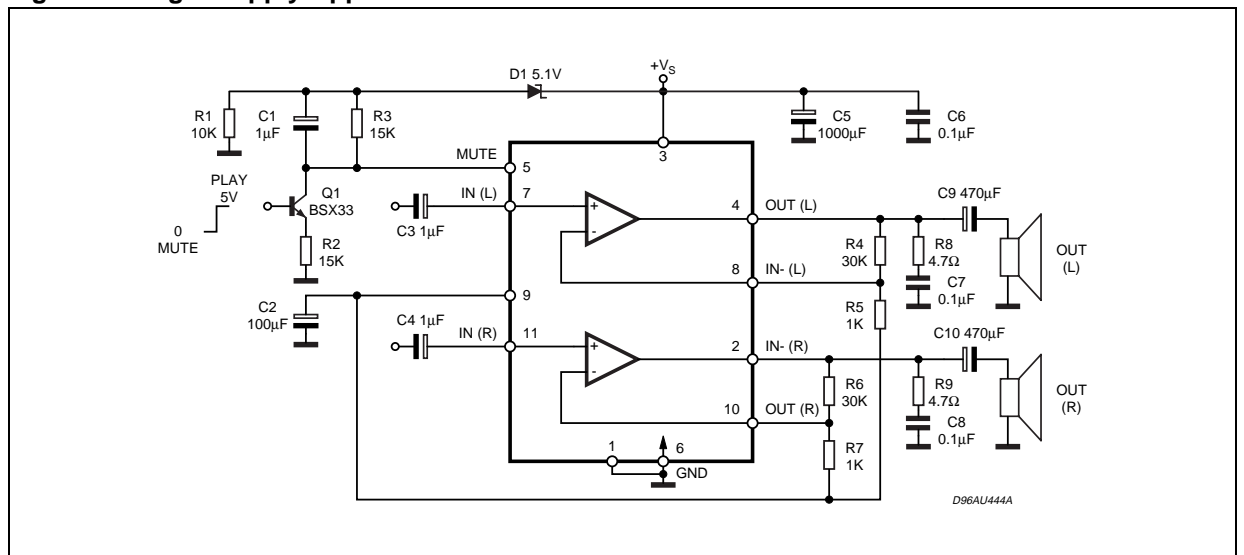 +VS
D1 5.1V
R1
10K
C1
1µF
R3
15K
C5
1000µF
C6
0.1µF
3
MUTE
5
PLAY
5V
0
MUTE
Q1
BSX33
R2
15K
IN (L)
7
C3 1µF
+
-
4
OUT (L)
C9 470µF
R4
30K
R8
4.7Ω
OUT
(L)
8
IN- (L)
C7
0.1µF
R5
1K
C2
100µF
9
C4 1µF
IN (R)
11
+
-
2
IN- (R)
C10 470µF
R6
30K
R9
4.7Ω
OUT
(R)
10
OUT (R)
C8
0.1µF
R7
1K
1
6
GND
D96AU444A